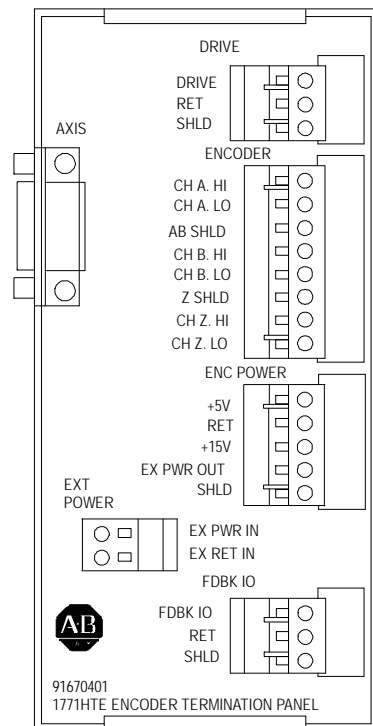 DRIVE
DRIVE
RET
SHLD
AXIS
ENCODER
CH A. HI
CH A. LO
AB SHLD
CH B. HI
CH B. LO
Z SHLD
CH Z. HI
CH Z. LO
ENC POWER
+5V
RET
+15V
EX PWR OUT
SHLD
EXT
POWER
EX PWR IN
EX RET IN
FDBK IO
FDBK IO
RET
SHLD
A-B
91670401
1771HTE ENCODER TERMINATION PANEL